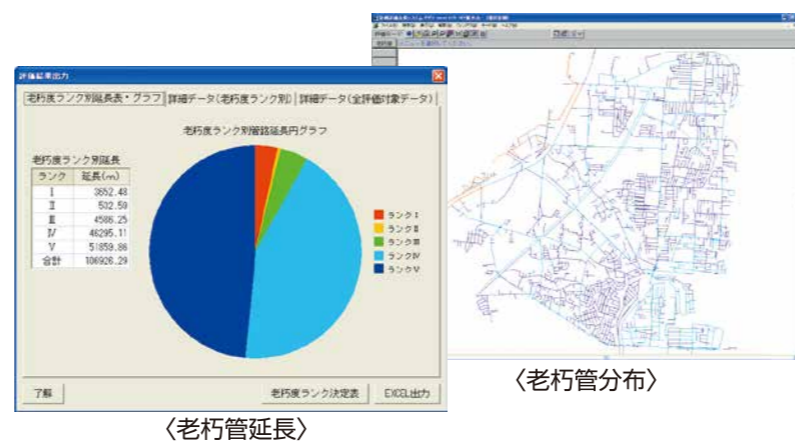 評価結果出力
老朽度ランク別延長表・グラフ 詳細データ(老朽度ランク別) 詳細データ(全評価対象データ)
老朽度ランク別管路延長円グラフ
老朽度ランク別延長
ランク 延長(m)
I 3652.48
II 532.59
III 4586.25
IV 46295.11
V 51859.86
合計 106926.29
ランクI
ランクII
ランクIII
ランクIV
ランクV
了解 老朽度ランク決定表 EXCEL出力
〈老朽管延長〉
〈老朽管分布〉